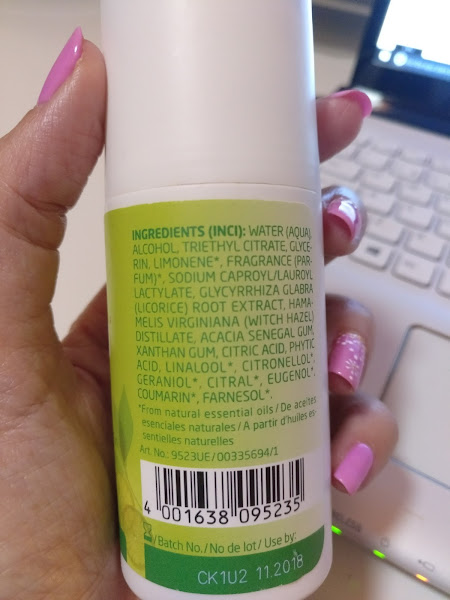 INGREDIENTS (INCI): WATER (AQUA),
ALCOHOL, TRIETHYL CITRATE, GLYCE-
RIN, LIMONENE*, FRAGRANCE (PAR-
FUM)*, SODIUM CAPROYL/LAUROYL
LACTYLATE, GLYCYRRHIZA GLABRA
(LICORICE) ROOT EXTRACT, HAMA-
MELIS VIRGINIANA (WITCH HAZEL)
DISTILLATE, ACACIA SENEGAL GUM,
XANTHAN GUM, CITRIC ACID, PHYTIC
ACID, LINALOOL*, CITRONELLOL*,
GERANIOL*, CITRAL*, EUGENOL*,
COUMARIN*, FARNESOL*.
*From natural essential oils / De aceites
esenciales naturales / A partir d'huiles es-
sentielles naturelles
Art. No.: 9523UE / 00335694/1
4 001638 095235
/ Batch No. / No de lot / Use by:
CK1U2 11.2018